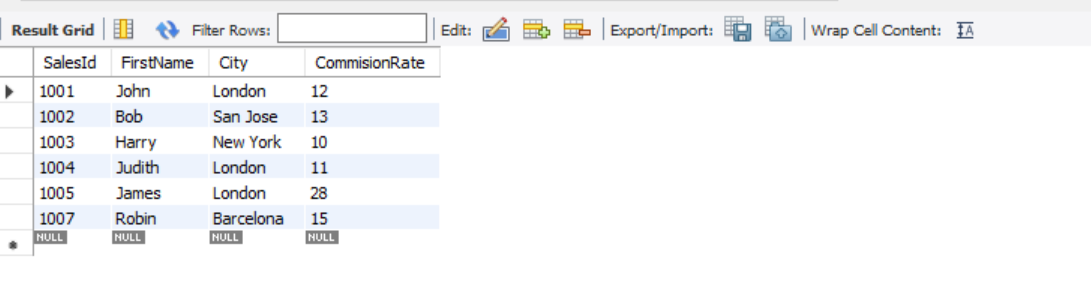 Result Grid Filter Rows: Edit: Export/Import: Wrap Cell Content: IA
SalesId FirstName City CommisionRate
1001 John London 12
1002 Bob San Jose 13
1003 Harry New York 10
1004 Judith London 11
1005 James London 28
1007 Robin Barcelona 15
NULL NULL NULL NULL